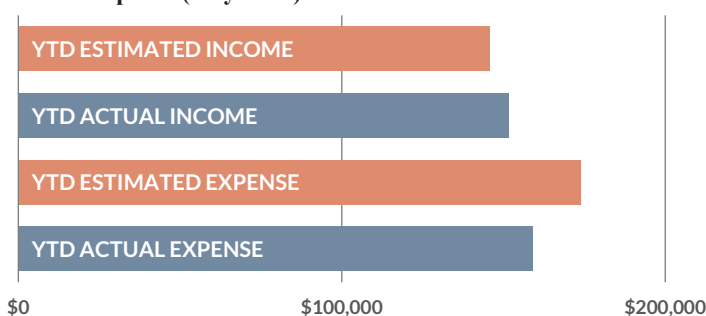 YTD ESTIMATED INCOME
YTD ACTUAL INCOME
YTD ESTIMATED EXPENSE
YTD ACTUAL EXPENSE
$0 $100,000 $200,000